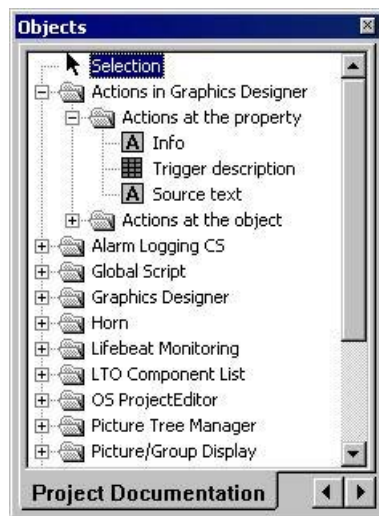 Objects
Selection
Actions in Graphics Designer
Actions at the property
A Info
Trigger description
A Source text
Actions at the object
Alarm Logging CS
Global Script
Graphics Designer
Horn
Lifebeat Monitoring
LTO Component List
OS ProjectEditor
Picture Tree Manager
Picture/Group Display
Project Documentation